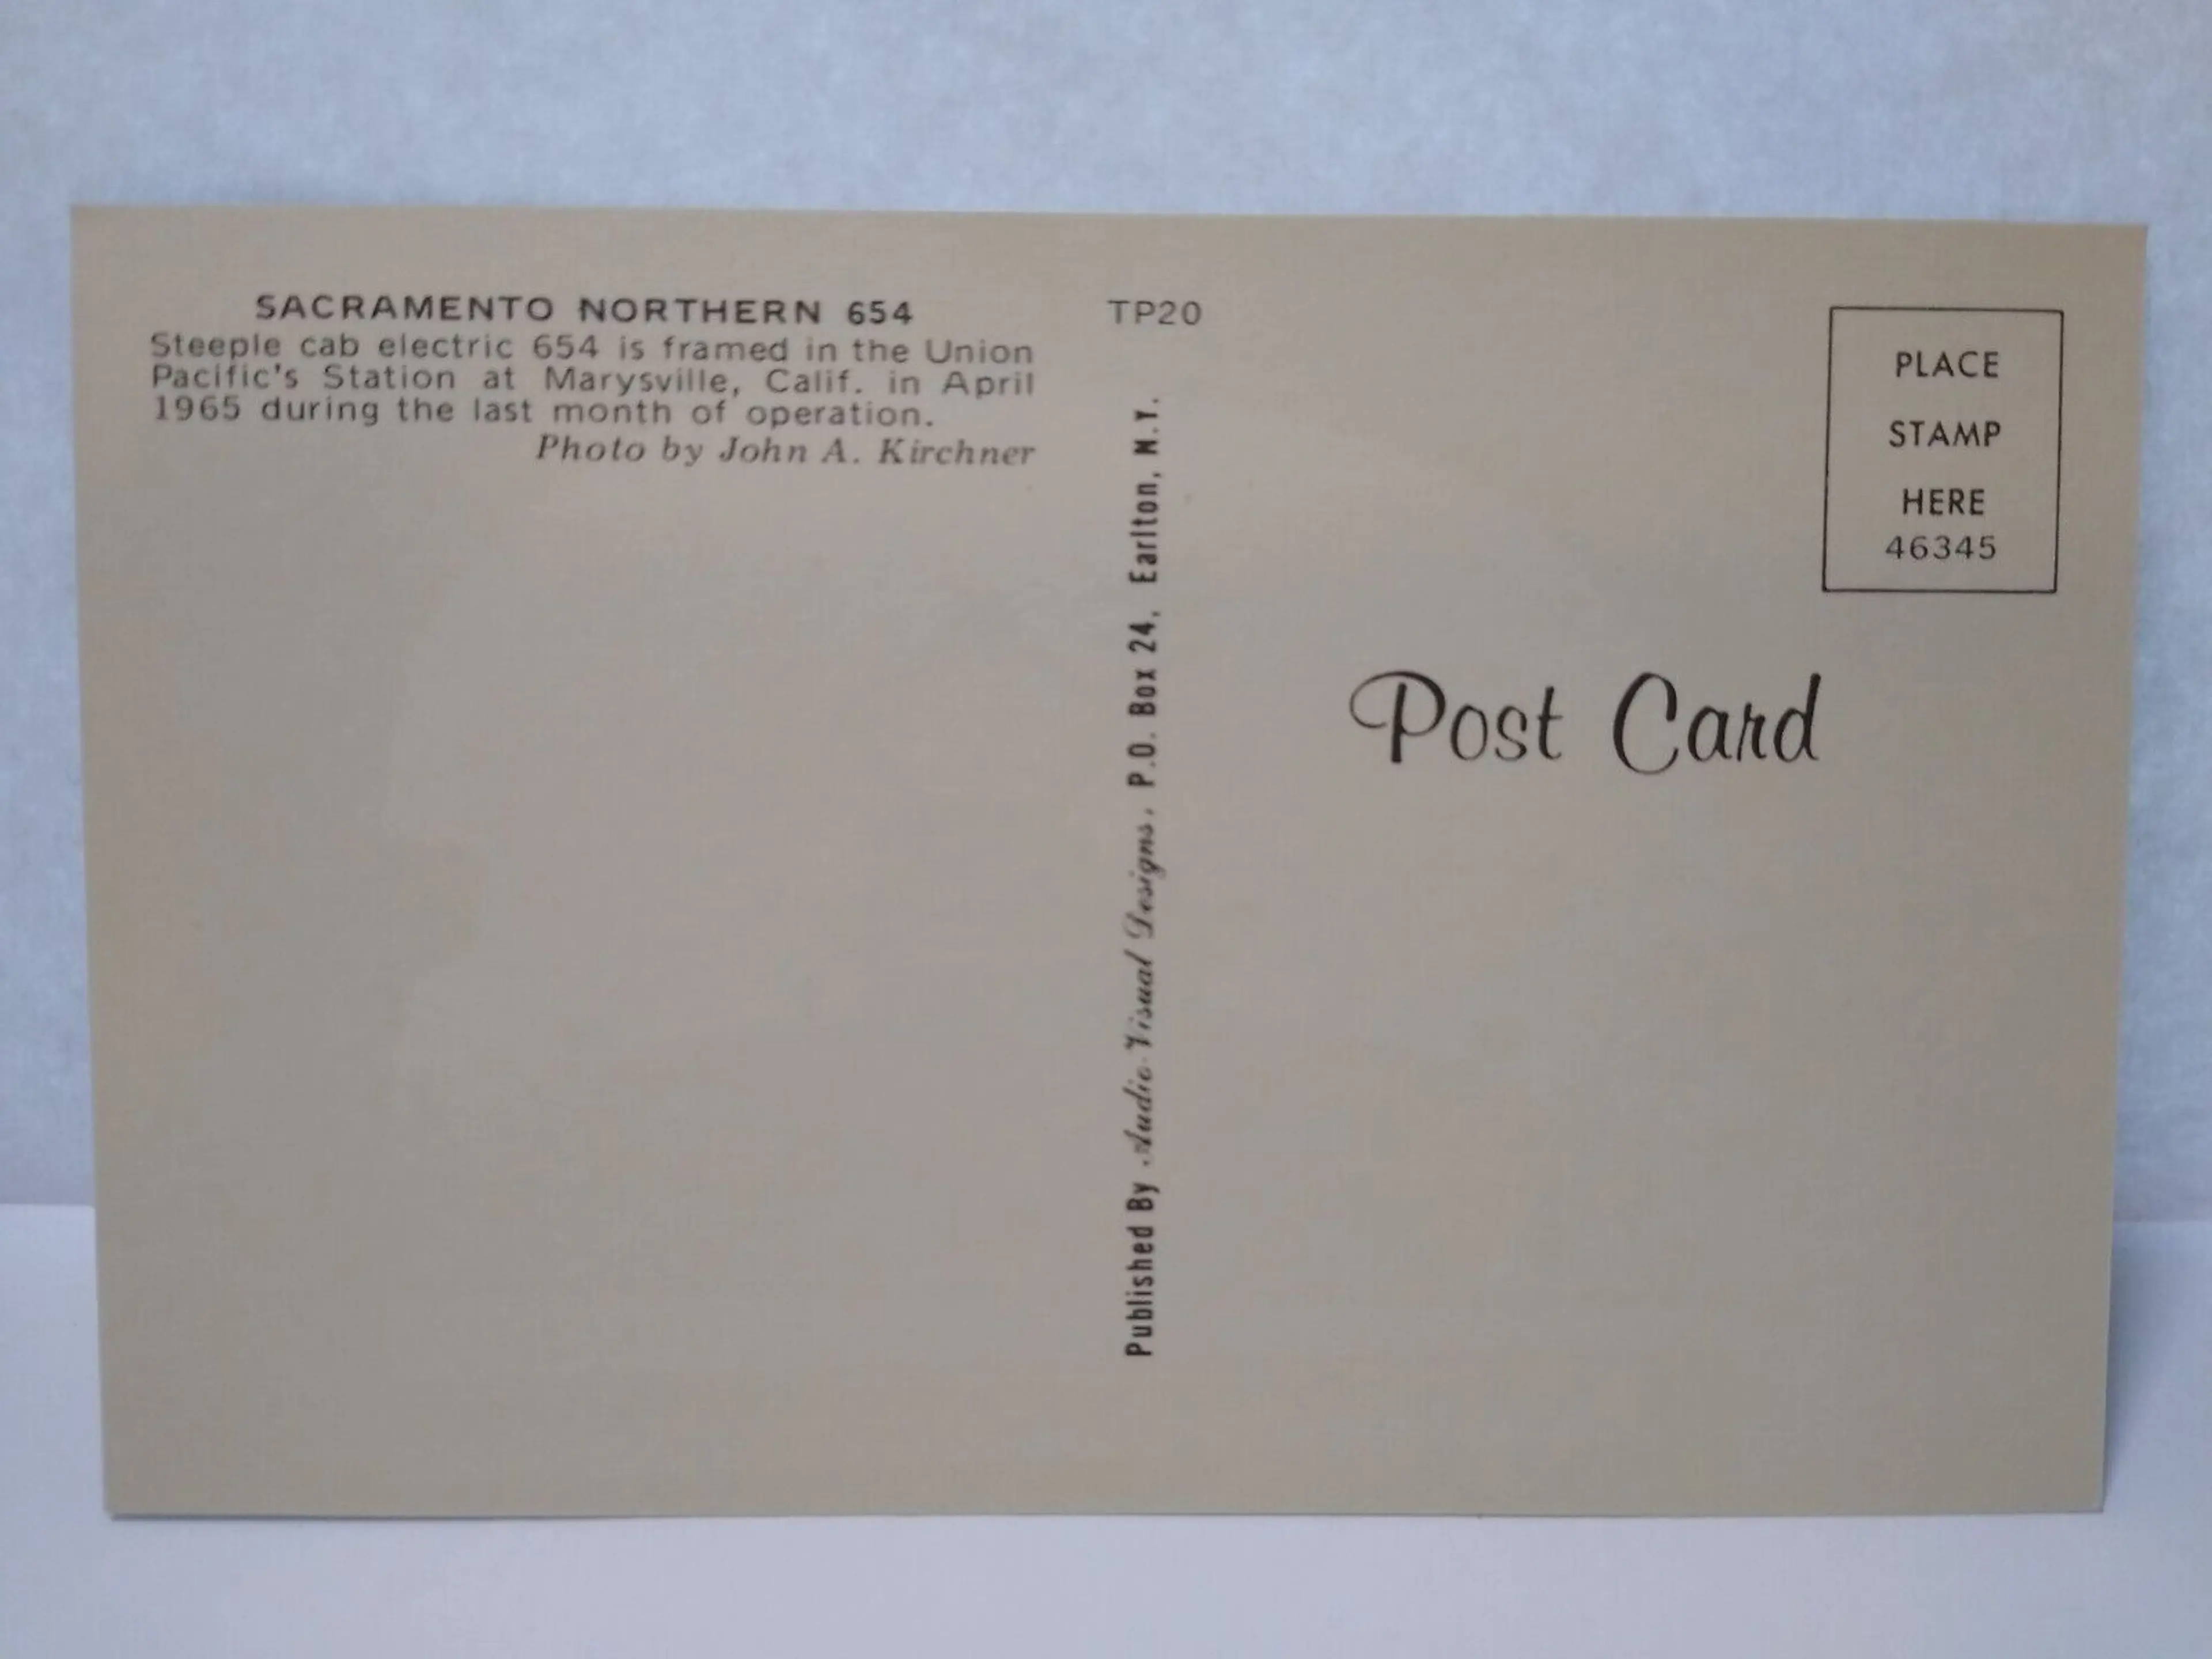 SACRAMENTO NORTHERN 654
Steeple cab electric 654 is framed in the Union
Pacific's Station at Marysville, Calif. in April
1965 during the last month of operation.
Photo by John A. Kirchner
TP20
Published By Audio-Visual Designs, P.O. Box 24, Earlton, N.Y.
PLACE
STAMP
HERE
46345
Post Card